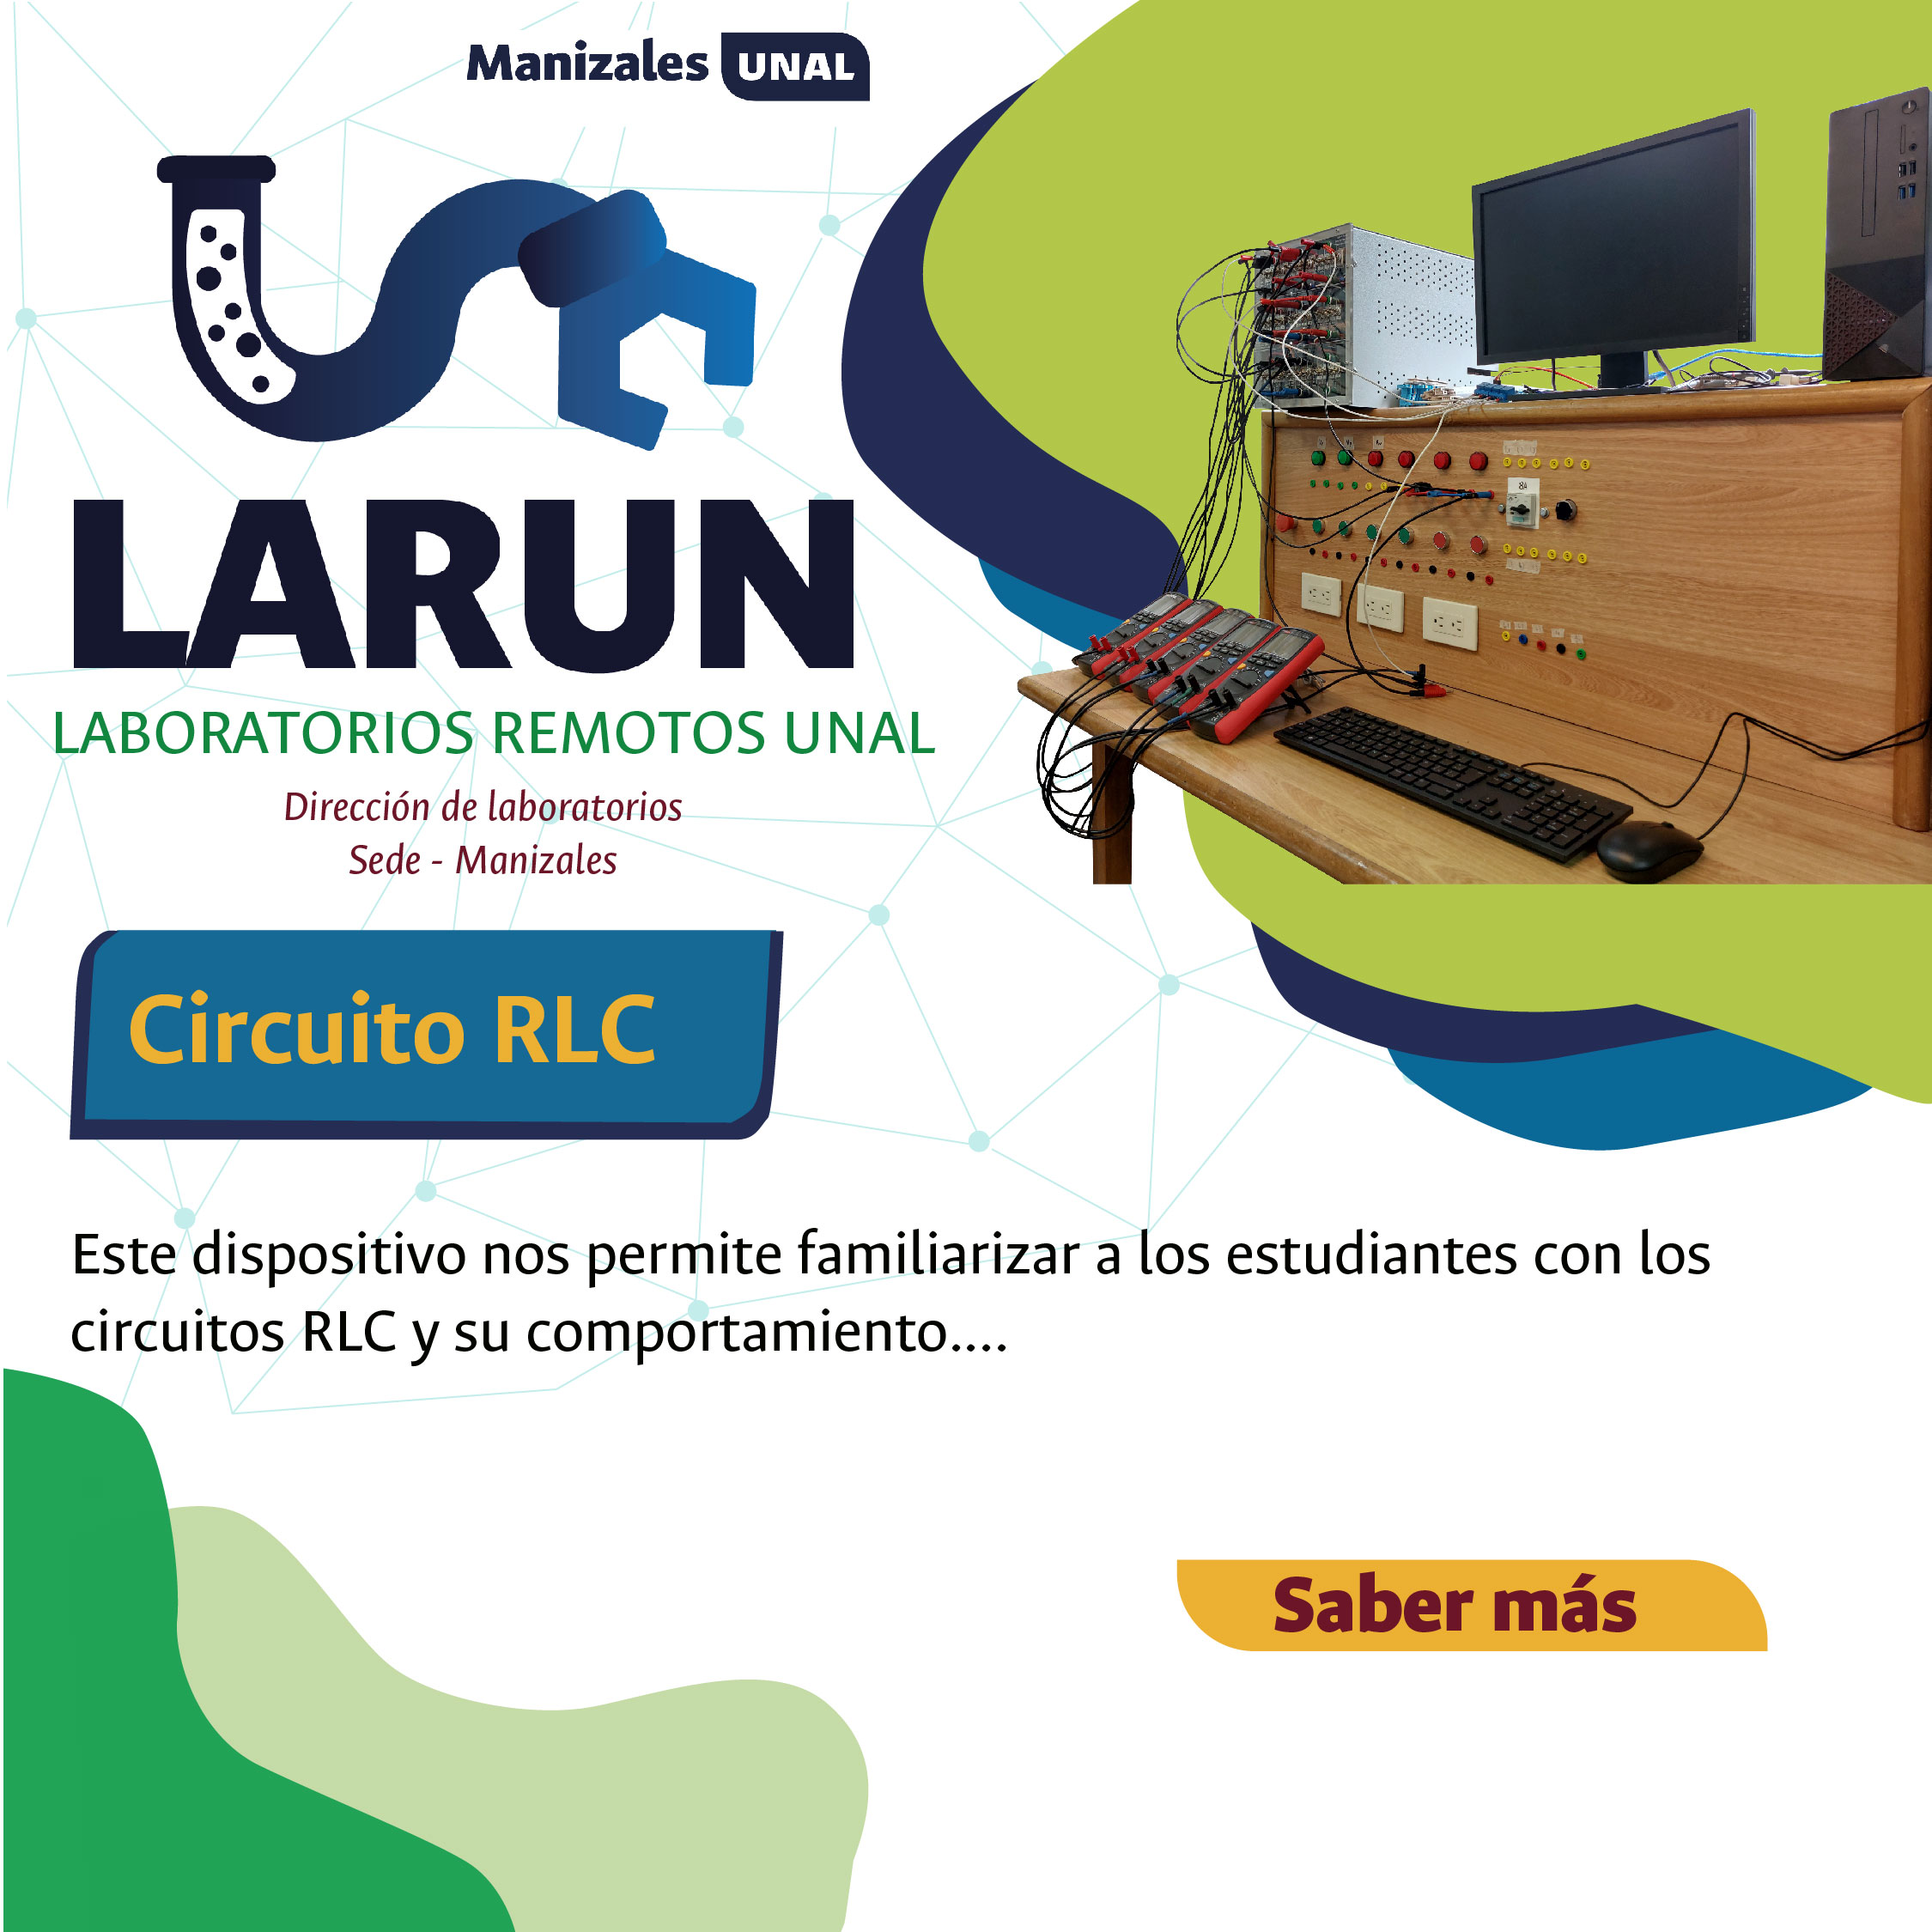 Manizales UNAL
LARUN
LABORATORIOS REMOTOS UNAL
Dirección de laboratorios
Sede - Manizales
Circuito RLC
Este dispositivo nos permite familiarizar a los estudiantes con los
circuitos RLC y su comportamiento....
Saber más